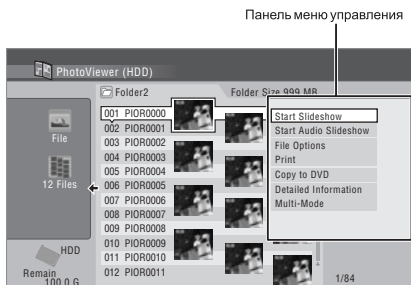 Панель меню управления
PhotoViewer (HDD)
Folder2
Folder Size 999 MB
File
12 Files
HDD
Remain
100.0 G
001 PIOR0000
002 PIOR0001
003 PIOR0002
004 PIOR0003
005 PIOR0004
006 PIOR0005
007 PIOR0006
008 PIOR0007
009 PIOR0008
010 PIOR0009
011 PIOR0010
012 PIOR0011
Start Slideshow
Start Audio Slideshow
File Options
Print
Copy to DVD
Detailed Information
Multi-Mode
1/84